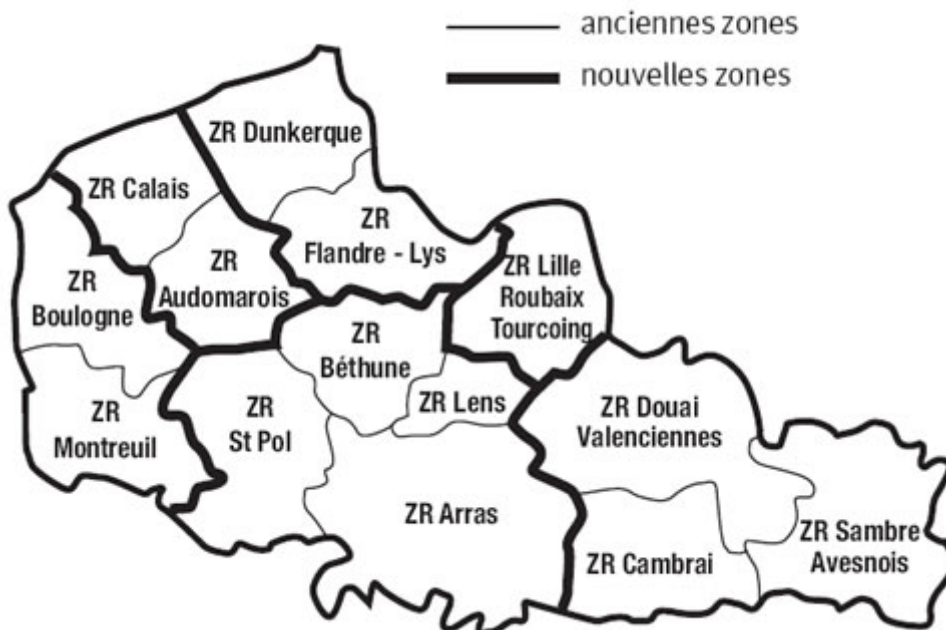 anciennes zones
nouvelles zones
ZR Dunkerque
ZR Calais
ZR
Flandre - Lys
ZR
Audomarois
ZR Lille
Roubaix
Tourcoing
ZR
Boulogne
ZR
Béthune
ZR Lens
ZR
Montreuil
ZR
St Pol
ZR Douai
Valenciennes
ZR Arras
ZR Cambrai
ZR Sambre
Avesnois